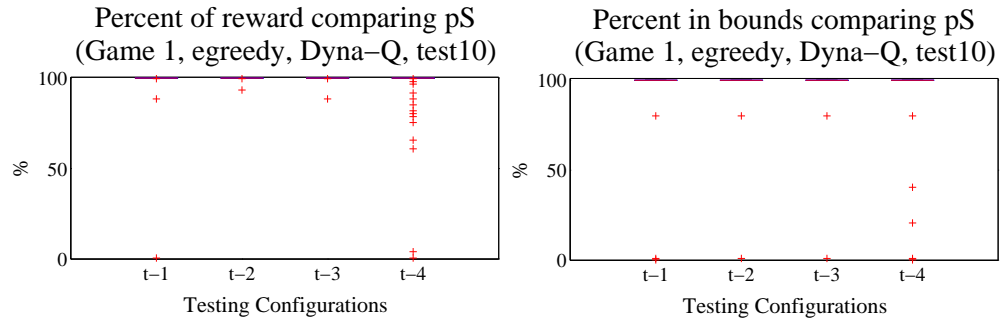 Percent of reward comparing pS
(Game 1, egreedy, Dyna−Q, test10)
100
50
0
%
t−1 t−2 t−3 t−4
Testing Configurations
Percent in bounds comparing pS
(Game 1, egreedy, Dyna−Q, test10)
100
50
0
%
t−1 t−2 t−3 t−4
Testing Configurations